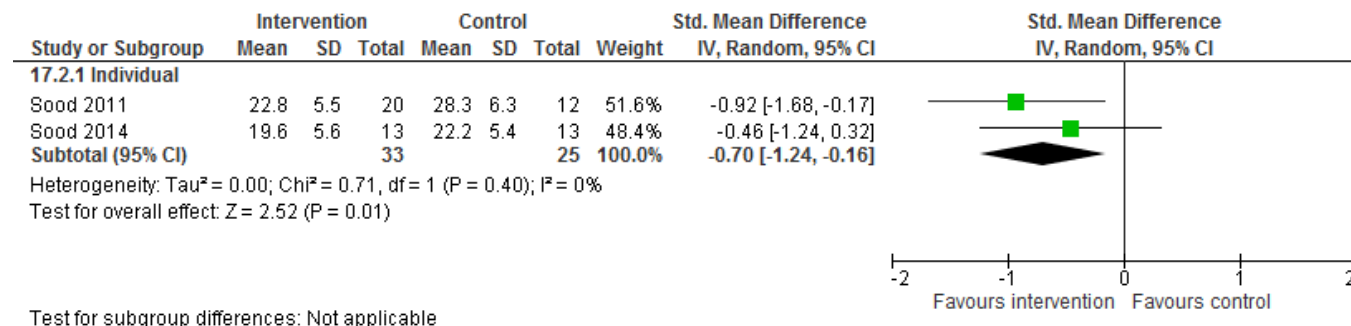 Intervention Control Std. Mean Difference Std. Mean Difference
Study or Subgroup Mean SD Total Mean SD Total Weight IV, Random, 95% CI IV, Random, 95% CI
17.2.1 Individual
Sood 2011 22.8 5.5 20 28.3 6.3 12 51.6% -0.92 [-1.68, -0.17]
Sood 2014 19.6 5.6 13 22.2 5.4 13 48.4% -0.46 [-1.24, 0.32]
Subtotal (95% CI) 33 25 100.0% -0.70 [-1.24, -0.16]
Heterogeneity: Tau² = 0.00; Chi² = 0.71, df = 1 (P = 0.40); I² = 0%
Test for overall effect: Z = 2.52 (P = 0.01)
-2 -1 0 1 2
Favours intervention Favours control
Test for subgroup differences: Not applicable